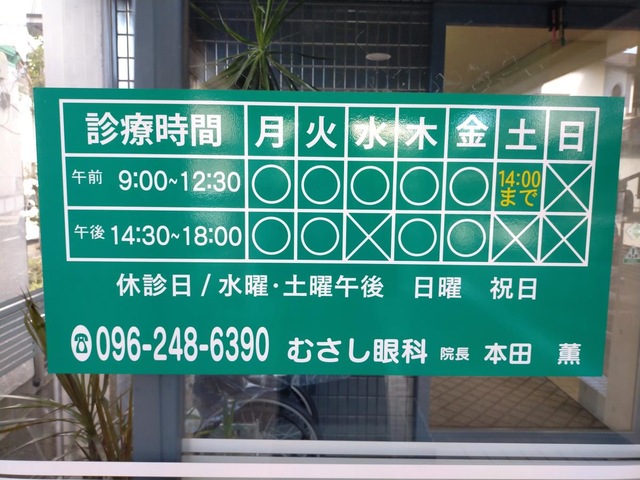 診療時間 月 火 水 木 金 土 日
午前 9:00~12:30 ○ ○ ○ ○ ○ 14:00まで ×
午後 14:30~18:00 ○ ○ × ○ ○ × ×
休診日/水曜・土曜午後 日曜 祝日
☎096-248-6390 むさし眼科 院長 本田 薫